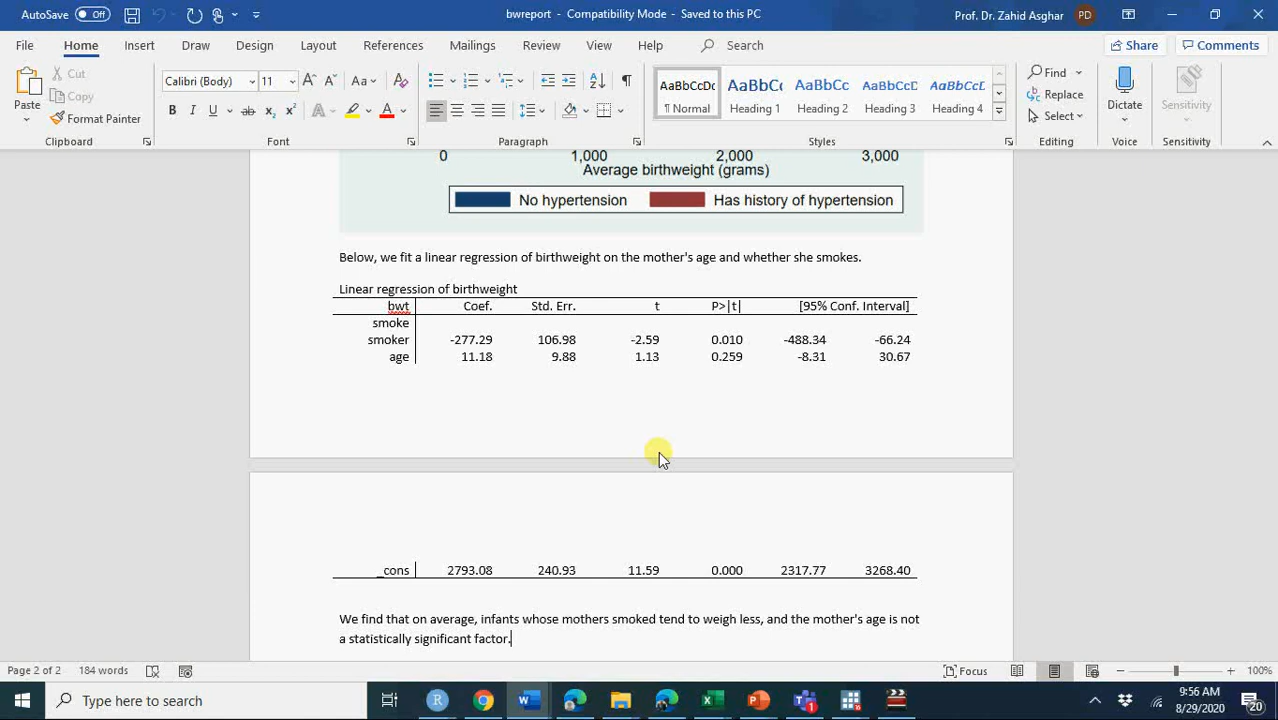 AutoSave Off bwreport - Compatibility Mode - Saved to this PC Prof. Dr. Zahid Asghar PD
File Home Insert Draw Design Layout References Mailings Review View Help Search Share Comments
Paste Cut Copy Format Painter
Calibri (Body) 11 A A Aa A
B I U ab x₂ x² A A
AaBbCcDc AaBbCc AaBbCc AaBbCcD AaBbCcL
¶ Normal Heading 1 Heading 2 Heading 3 Heading 4
Find
Replace
Select
Dictate Sensitivity
Clipboard Font Paragraph Styles Editing Voice Sensitivity
0 1,000 2,000 3,000
Average birthweight (grams)
No hypertension Has history of hypertension
Below, we fit a linear regression of birthweight on the mother's age and whether she smokes.
Linear regression of birthweight
bwt Coef. Std. Err. t P>|t| [95% Conf. Interval]
smoke
smoker -277.29 106.98 -2.59 0.010 -488.34 -66.24
age 11.18 9.88 1.13 0.259 -8.31 30.67
_cons 2793.08 240.93 11.59 0.000 2317.77 3268.40
We find that on average, infants whose mothers smoked tend to weigh less, and the mother's age is not
a statistically significant factor.
Page 2 of 2 184 words Focus 100%
Type here to search 9:56 AM
8/29/2020 20